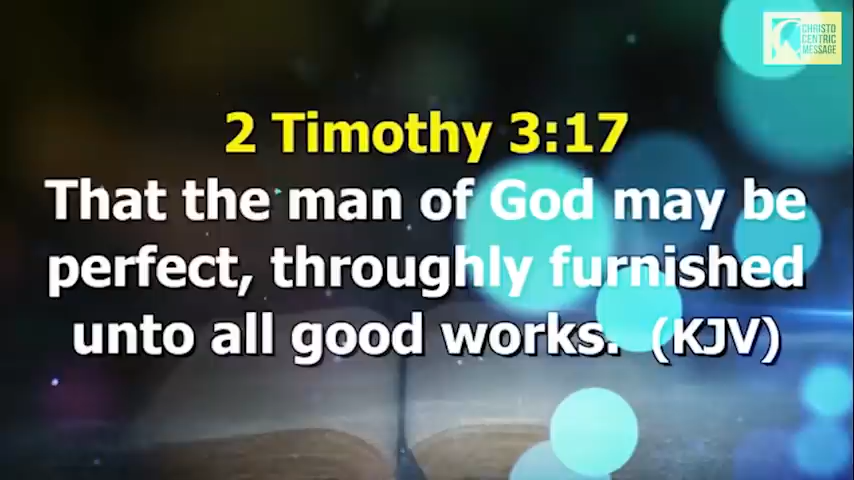 CHRISTO
CENTRIC
MESSAGE
2 Timothy 3:17
That the man of God may be
perfect, throughly furnished
unto all good works. (KJV)